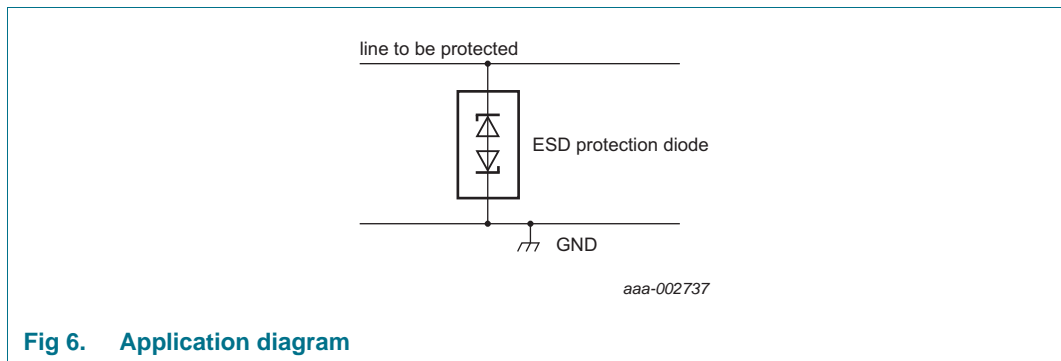 line to be protected
ESD protection diode
GND
aaa-002737
Fig 6. Application diagram